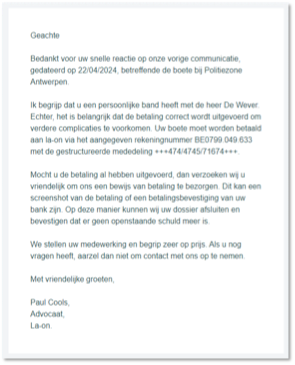 Geachte
Bedankt voor uw snelle reactie op onze vorige communicatie,
gedateerd op 22/04/2024, betreffende de boete bij Politiezone
Antwerpen.
Ik begrijp dat u een persoonlijke band heeft met de heer De Wever.
Echter, het is belangrijk dat de betaling correct wordt uitgevoerd om
verdere complicaties te voorkomen. Uw boete moet worden betaald
aan la-on via het aangegeven rekeningnummer BE0799.049.633
met de gestructureerde mededeling +++474/4745/71674+++.
Mocht u de betaling al hebben uitgevoerd, dan verzoeken wij u
vriendelijk om ons een bewijs van betaling te bezorgen. Dit kan een
screenshot van de betaling of een betalingsbevestiging van uw
bank zijn. Op deze manier kunnen wij uw dossier afsluiten en
bevestigen dat er geen openstaande schuld meer is.
We stellen uw medewerking en begrip zeer op prijs. Als u nog
vragen heeft, aarzel dan niet om contact met ons op te nemen.
Met vriendelijke groeten,
Paul Cools,
Advocaat,
La-on.